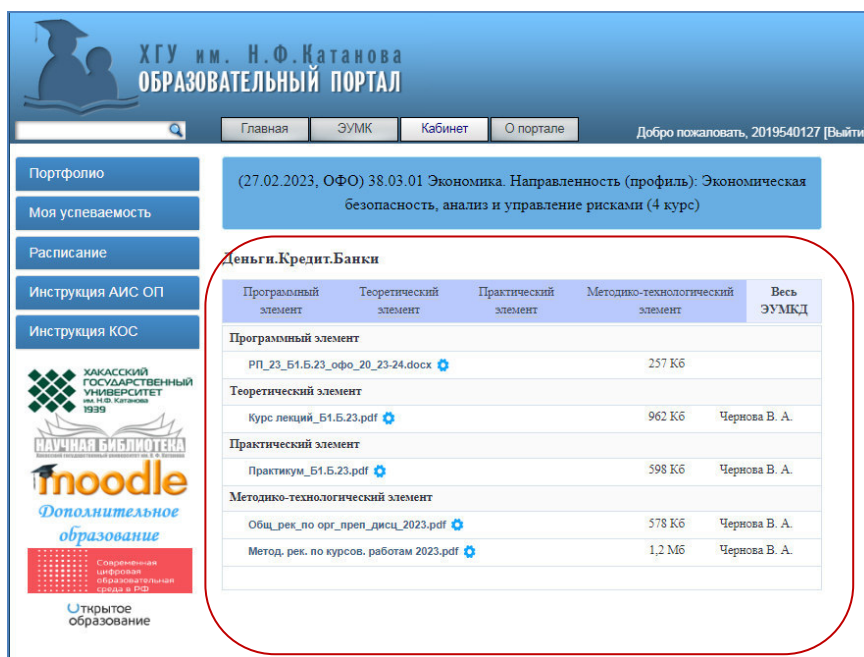 ХГУ им. Н.Ф.Катанова
ОБРАЗОВАТЕЛЬНЫЙ ПОРТАЛ
Главная ЭУМК Кабинет О портале Добро пожаловать, 2019540127 [Выйти
Портфолио
Моя успеваемость
Расписание
Инструкция АИС ОП
Инструкция КОС
ХАКАССКИЙ
ГОСУДАРСТВЕННЫЙ
УНИВЕРСИТЕТ
им. Н.Ф. Катанова
1939
НАУЧНАЯ БИБЛИОТЕКА
moodle
Дополнительное
образование
Современная
цифровая
образовательная
среда в РФ
Открытое
образование
(27.02.2023, ОФО) 38.03.01 Экономика. Направленность (профиль): Экономическая
безопасность, анализ и управление рисками (4 курс)
Деньги.Кредит.Банки
Программный Теоретический Практический Методико-технологический Весь
элемент элемент элемент элемент ЭУМКД
Программный элемент
РП_23_Б1.Б.23_офо_20_23-24.docx 257 Кб
Теоретический элемент
Курс лекций_Б1.Б.23.pdf 962 Кб Чернова В. А.
Практический элемент
Практикум_Б1.Б.23.pdf 598 Кб Чернова В. А.
Методико-технологический элемент
Общ_рек_по орг_преп_дисц_2023.pdf 578 Кб Чернова В. А.
Метод. рек. по курсов. работам 2023.pdf 1,2 Мб Чернова В. А.